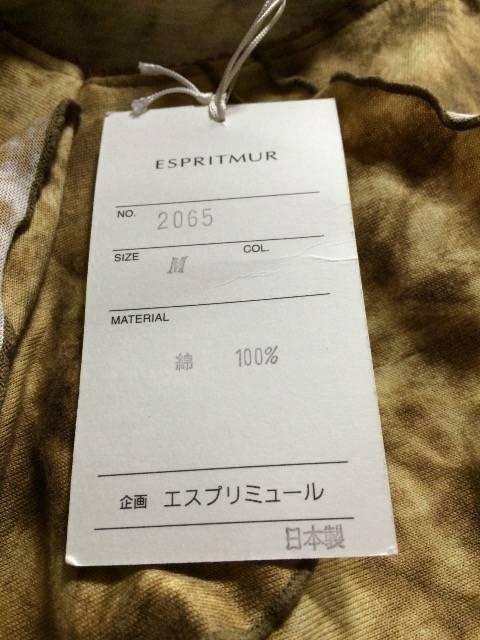 ESPRITMUR
NO. 2065
SIZE M COL.
MATERIAL
綿 100%
企画 エスプリミュール
日本製